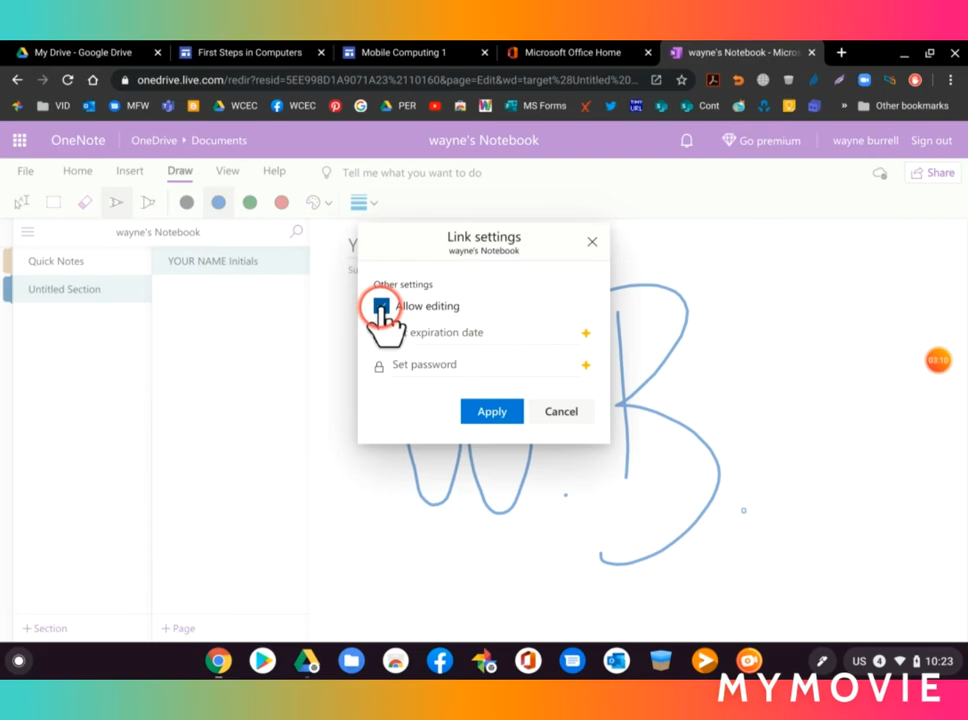 My Drive - Google Drive
First Steps in Computers
Mobile Computing 1
Microsoft Office Home
wayne's Notebook - Micros
onedrive.live.com/redir?resid=5EE998D1A9071A23%2110160&page=Edit&wd=target%28Untitled%20...
VID
MFW
WCEC
WCEC
PER
MS Forms
Cont
»
Other bookmarks
OneNote
OneDrive
Documents
wayne's Notebook
Go premium
wayne burrell
Sign out
File
Home
Insert
Draw
View
Help
Tell me what you want to do
Share
wayne's Notebook
Quick Notes
YOUR NAME Initials
Untitled Section
Link settings
wayne's Notebook
Other settings
Allow editing
expiration date
Set password
Apply
Cancel
W.B.
03:10
+ Section
+ Page
US
4
10:23
MYMOVIE